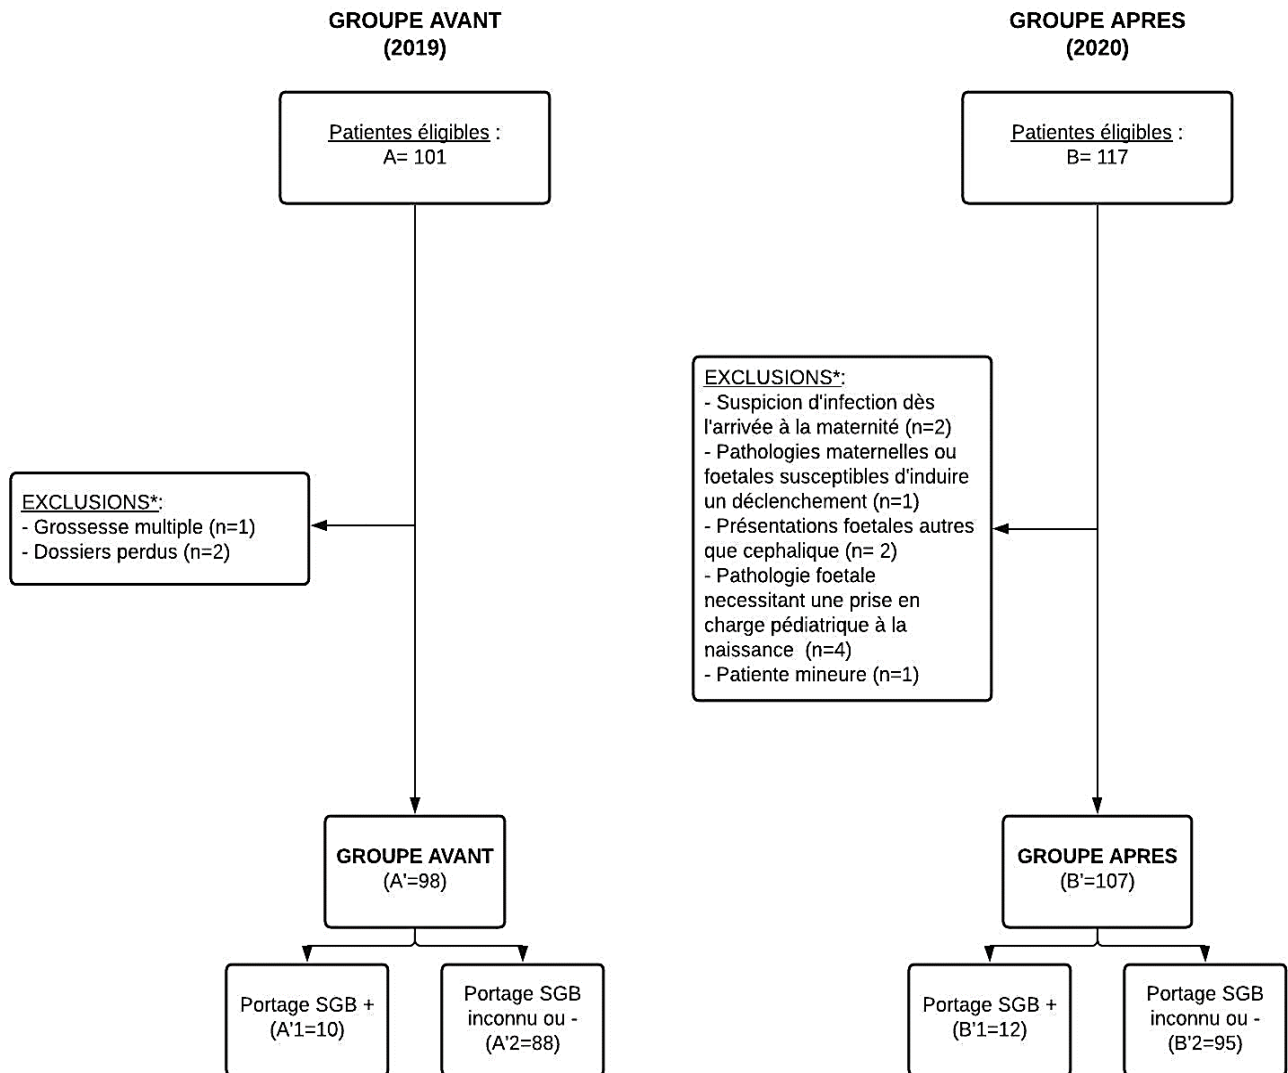 GROUPE AVANT
(2019)
Patientes éligibles :
A= 101
EXCLUSIONS*:
- Grossesse multiple (n=1)
- Dossiers perdus (n=2)
GROUPE AVANT
(A'=98)
Portage SGB +
(A'1=10)
Portage SGB
inconnu ou -
(A'2=88)
GROUPE APRES
(2020)
Patientes éligibles :
B= 117
EXCLUSIONS*:
- Suspicion d'infection dès
l'arrivée à la maternité (n=2)
- Pathologies maternelles ou
foetales susceptibles d'induire
un déclenchement (n=1)
- Présentations foetales autres
que cephalique (n= 2)
- Pathologie foetale
necessitant une prise en
charge pédiatrique à la
naissance  (n=4)
- Patiente mineure (n=1)
GROUPE APRES
(B'=107)
Portage SGB +
(B'1=12)
Portage SGB
inconnu ou -
(B'2=95)